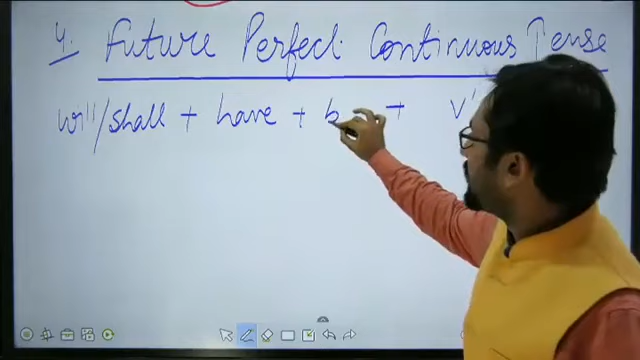 4. Future Perfect Continuous Tense
will/shall + have + b + v'